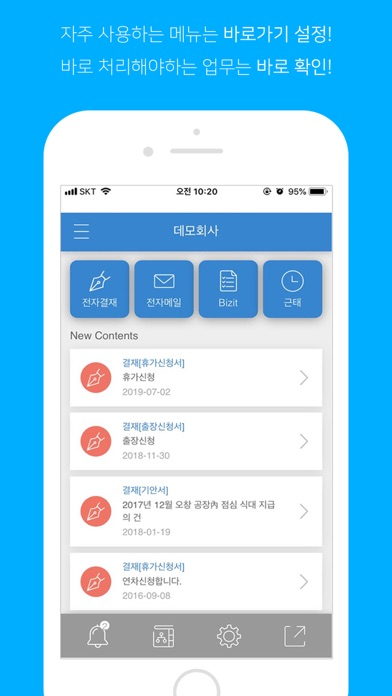 자주 사용하는 메뉴는 바로가기 설정!
바로 처리해야하는 업무는 바로 확인!
SKT 오전 10:20 95%
데모회사
전자결재 전자메일 Bizit 근태
New Contents
결재[휴가신청서]
휴가신청
2019-07-02
결재[출장신청서]
출장신청
2018-11-30
결재[기안서]
2017년 12월 오창 공장內 점심 식대 지급
의 건
2018-01-19
결재[휴가신청서]
연차신청합니다.
2016-09-08